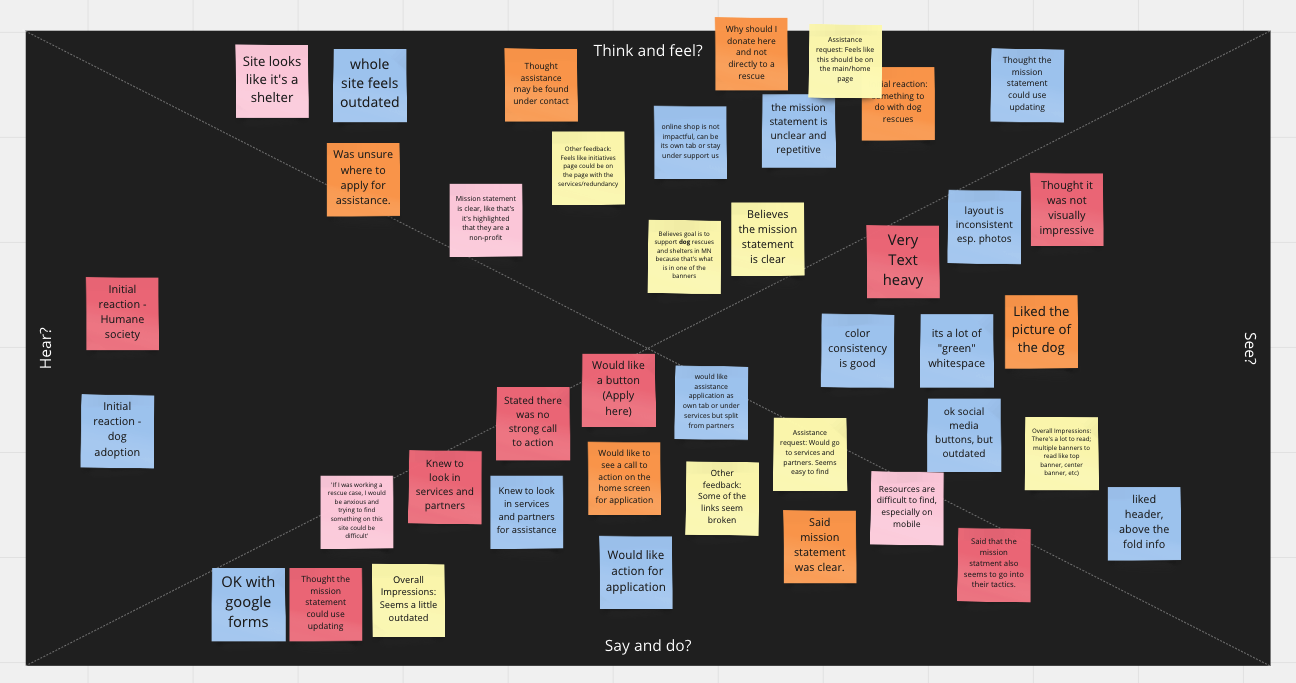 Think and feel?
Hear?
See?
Say and do?
Site looks
like it's a
shelter
whole
site feels
outdated
Thought
assistance
may be found
under contact
Why should I
donate here
and not
directly to a
rescue
Assistance
request: Feels like
this should be on
the main/home
page
ial reaction:
mething to
do with dog
rescues
Thought the
mission
statement
could use
updating
Was unsure
where to
apply for
assistance.
Other feedback:
Feels like initiatives
page could be on
the page with the
services/redundancy
online shop is not
impactful, can be
its own tab or stay
under support us
the mission
statement is
unclear and
repetitive
Mission statement
is clear, like that's
it's highlighted
that they are a
non-profit
Believes goal is to
support dog rescues
and shelters in MN
because that's what
is in one of the
banners
Believes
the mission
statement
is clear
Very
Text
heavy
layout is
inconsistent
esp. photos
Thought it
was not
visually
impressive
Initial
reaction -
Humane
society
Initial
reaction -
dog
adoption
color
consistency
is good
its a lot of
"green"
whitespace
Liked the
picture of
the dog
ok social
media
buttons, but
outdated
Overall Impressions:
There's a lot to read;
multiple banners to
read like top
banner, center
banner, etc)
liked
header,
above the
fold info
Would like
a button
(Apply
here)
would like
assistance
application as
own tab or under
services but split
from partners
Stated there
was no
strong call
to action
Knew to
look in
services and
partners
'If I was working a
rescue case, I would
be anxious and
trying to find
something on this
site could be
difficult'
Knew to look
in services
and partners
for assistance
Would like to
see a call to
action on the
home screen
for application
Other
feedback:
Some of the
links seem
broken
Assistance
request: Would go
to services and
partners. Seems
easy to find
Resources are
difficult to find,
especially on
mobile
Said
mission
statement
was clear.
Said that the
mission
statment also
seems to go into
their tactics.
Would like
action for
application
OK with
google
forms
Thought the
mission
statement
could use
updating
Overall
Impressions:
Seems a little
outdated